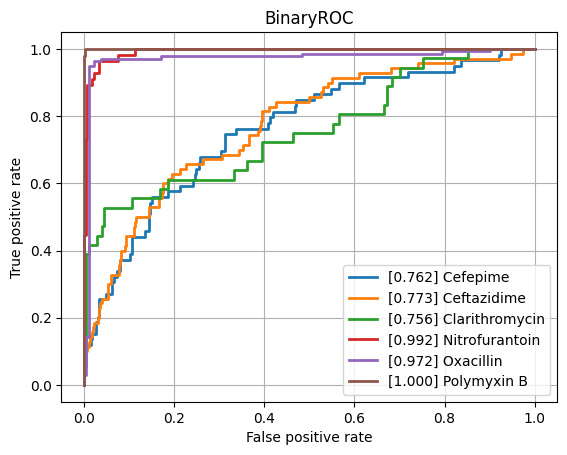 BinaryROC
True positive rate
1.0
0.8
0.6
0.4
0.2
0.0
[0.762] Cefepime
[0.773] Ceftazidime
[0.756] Clarithromycin
[0.992] Nitrofurantoin
[0.972] Oxacillin
[1.000] Polymyxin B
0.0 0.2 0.4 0.6 0.8 1.0
False positive rate